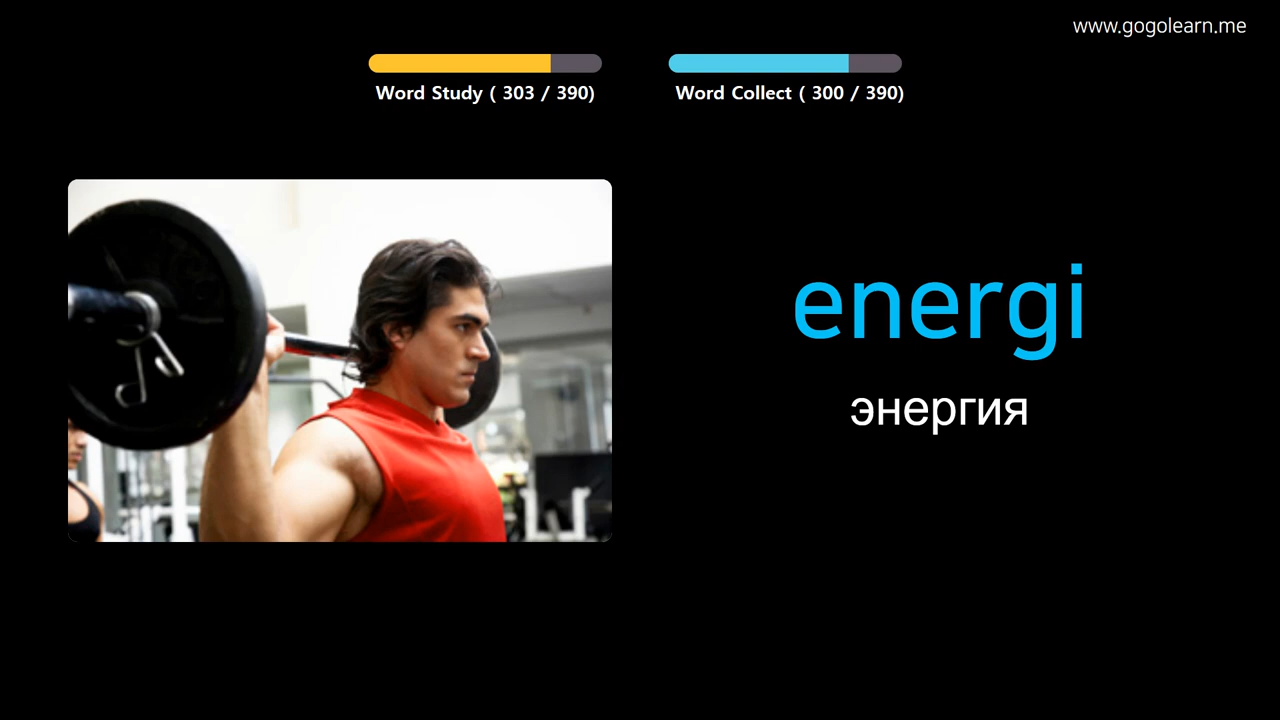 www.gogolearn.me
Word Study ( 303 / 390)
Word Collect ( 300 / 390)
energi
энергия